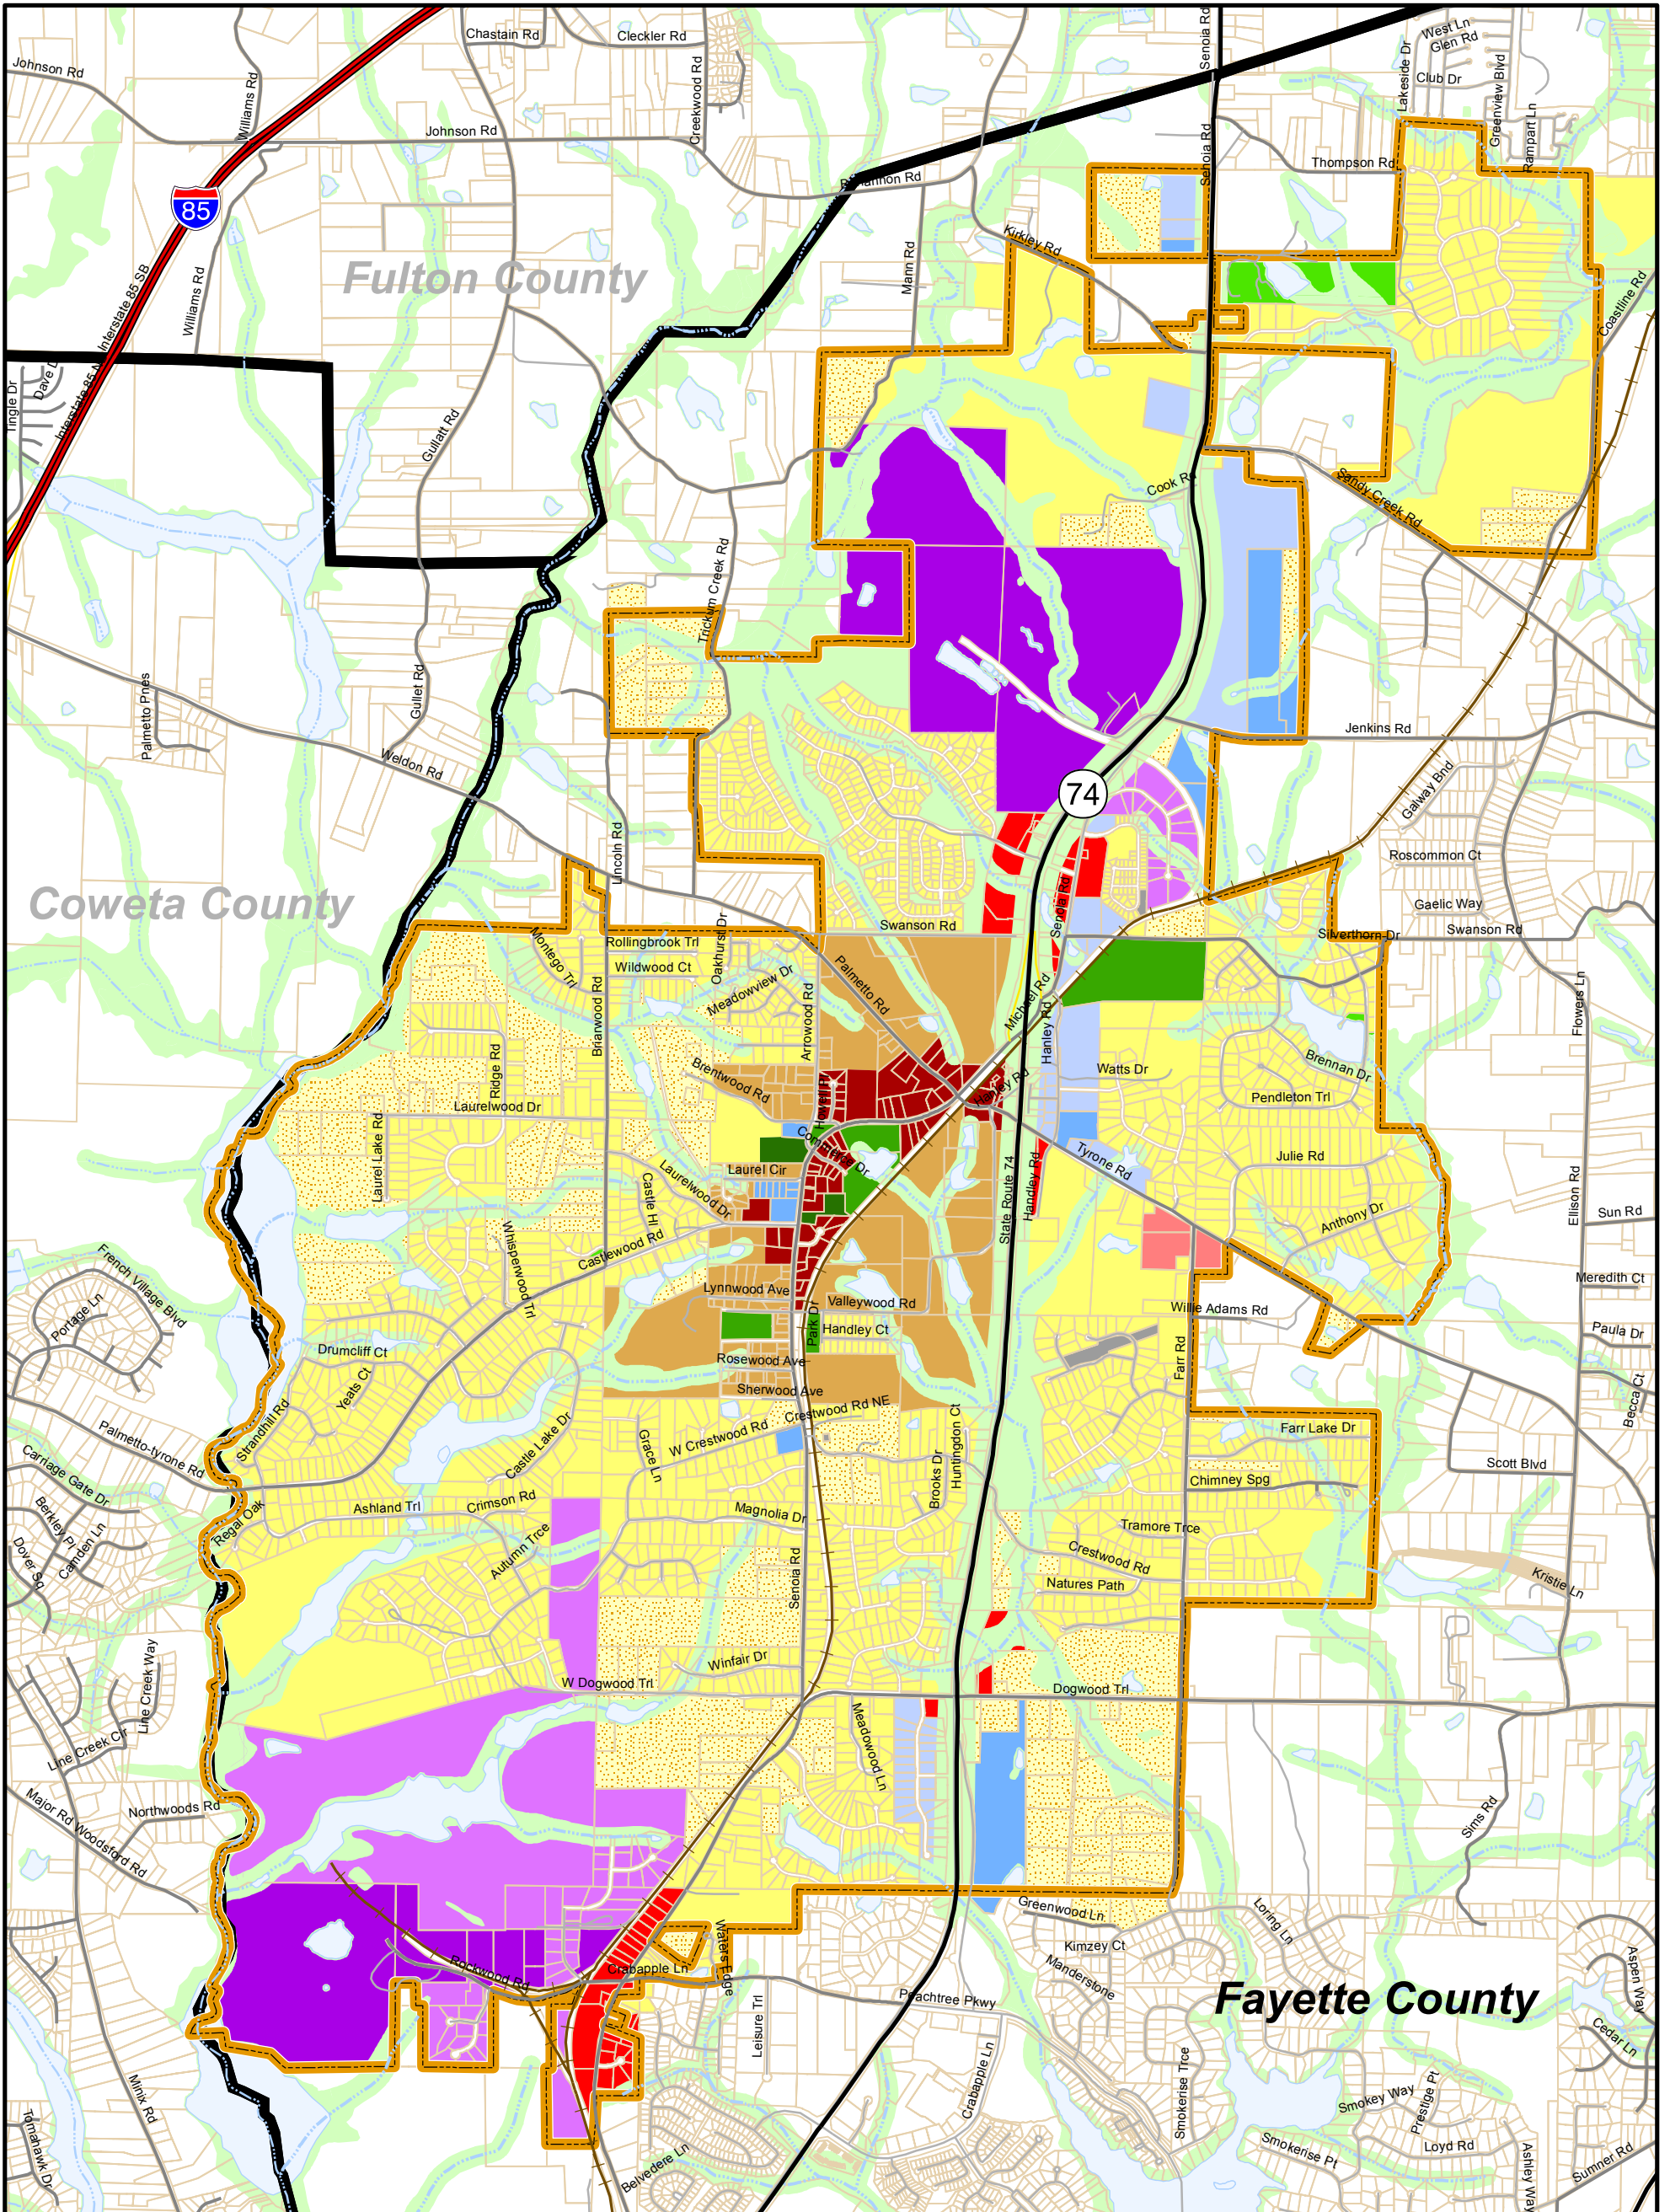 Chastain Rd
Cleckler Rd
Senoia Rd
West Ln
Glen Rd
Johnson Rd
Williams Rd
Creekwood Rd
Lakeside Dr
Club Dr
Greenview Blvd
Rampart Ln
Johnson Rd
Senoia Rd
Thompson Rd
85
Kirkley Rd
Mann Rd
Fulton County
Williams Rd
Interstate 85 SB
Coastline Rd
Tingle Dr
Gullatt Rd
Cook Rd
Sandy Creek Rd
Trickum Creek Rd
Palmetto Pnes
Gullet Rd
Weldon Rd
Jenkins Rd
Galway Bnd
74
Lincoln Rd
Roscommon Ct
Coweta County
Gaelic Way
Senoia Rd
Swanson Rd
Silverthorn Dr
Swanson Rd
Montego Trl
Rollingbrook Trl
Oakhurst Dr
Wildwood Ct
Meadowview Dr
Palmetto Rd
Michael Rd
Flowers Ln
Briarwood Rd
Arrowood Rd
Hanley Rd
Ridge Rd
Brentwood Rd
Watts Dr
Brennan Dr
Laurelwood Dr
Pendleton Trl
Commerce Dr
Laurel Lake Rd
Laurel Cir
Laurelwood Dr
Castle Hl T
Tyrone Rd
Julie Rd
State Route 74
Handley Rd
Ellison Rd
Sun Rd
Whisperwood Trl
Castlewood Rd
Anthony Dr
French Village Blvd
Portage Ln
Meredith Ct
Lynnwood Ave
Valleywood Rd
Willie Adams Rd
Park Dr
Handley Ct
Paula Dr
Drumcliff Ct
Rosewood Ave
Farr Rd
Yeats Ct
Sherwood Ave
Becca Ct
Strandhill Rd
Crestwood Rd NE
Castle Lake Dr
Grace Ln
W Crestwood Rd
Huntingdon Ct
Farr Lake Dr
Palmetto-tyrone Rd
Carriage Gate Dr
Brooks Dr
Scott Blvd
Chimney Spg
Berkley Pl
Camden Ln
Dover Sq
Regal Oak
Ashland Trl
Crimson Rd
Magnolia Dr
Tramore Trce
Autumn Trce
Crestwood Rd
Senoia Rd
Natures Path
Kristie Ln
Line Creek Way
Winfair Dr
W Dogwood Trl
Dogwood Trl
Line Creek Cir
Meadowood Ln
Major Rd Woodsford Rd
Northwoods Rd
Sims Rd
Greenwood Ln
Loring Ln
Waters Edge
Kimzey Ct
Rockwood Rd
Crabapple Ln
Manderstone
Aspen Way
Peachtree Pkwy
Fayette County
Leisure Trl
Cedar Ln
Minix Rd
Crabapple Ln
Smokerise Trce
Smokey Way
Prestige Pt
Tomahawk Dr
Belvedere Ln
Smokerise Pt
Loyd Rd
Ashley Way
Sumner Rd